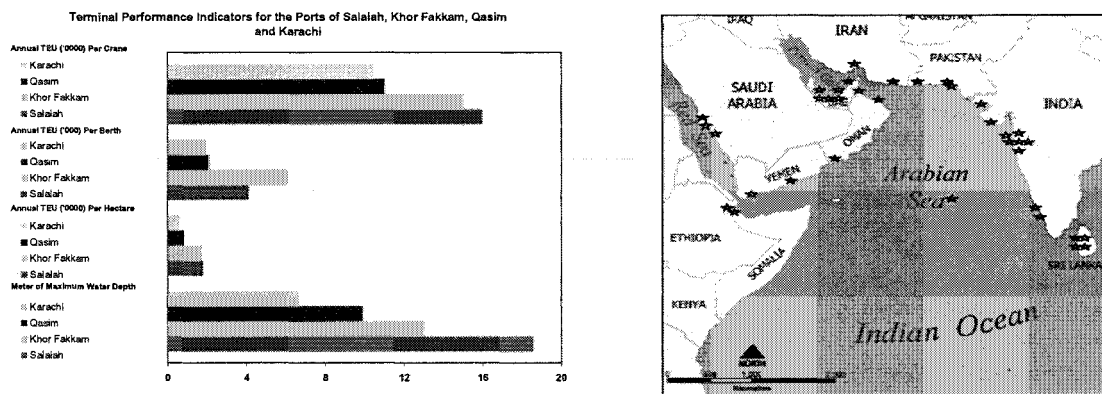 Terminal Performance Indicators for the Ports of Salalah, Khor Fakkam, Qasim
and Karachi
Annual TEU ('0000) Per Crane
Karachi
Qasim
Khor Fakkam
Salalah
Annual TEU ('000) Per Berth
Karachi
Qasim
Khor Fakkam
Salalah
Annual TEU ('0000) Per Hectare
Karachi
Qasim
Khor Fakkam
Salalah
Meter of Maximum Water Depth
Karachi
Qasim
Khor Fakkam
Salalah
0 4 8 12 16 20
IRAQ
IRAN
PAKISTAN
SAUDI
ARABIA
INDIA
OMAN
YEMEN
Arabian
Sea
ETHIOPIA
SOMALIA
SRI LANKA
KENYA
Indian Ocean
NORTH